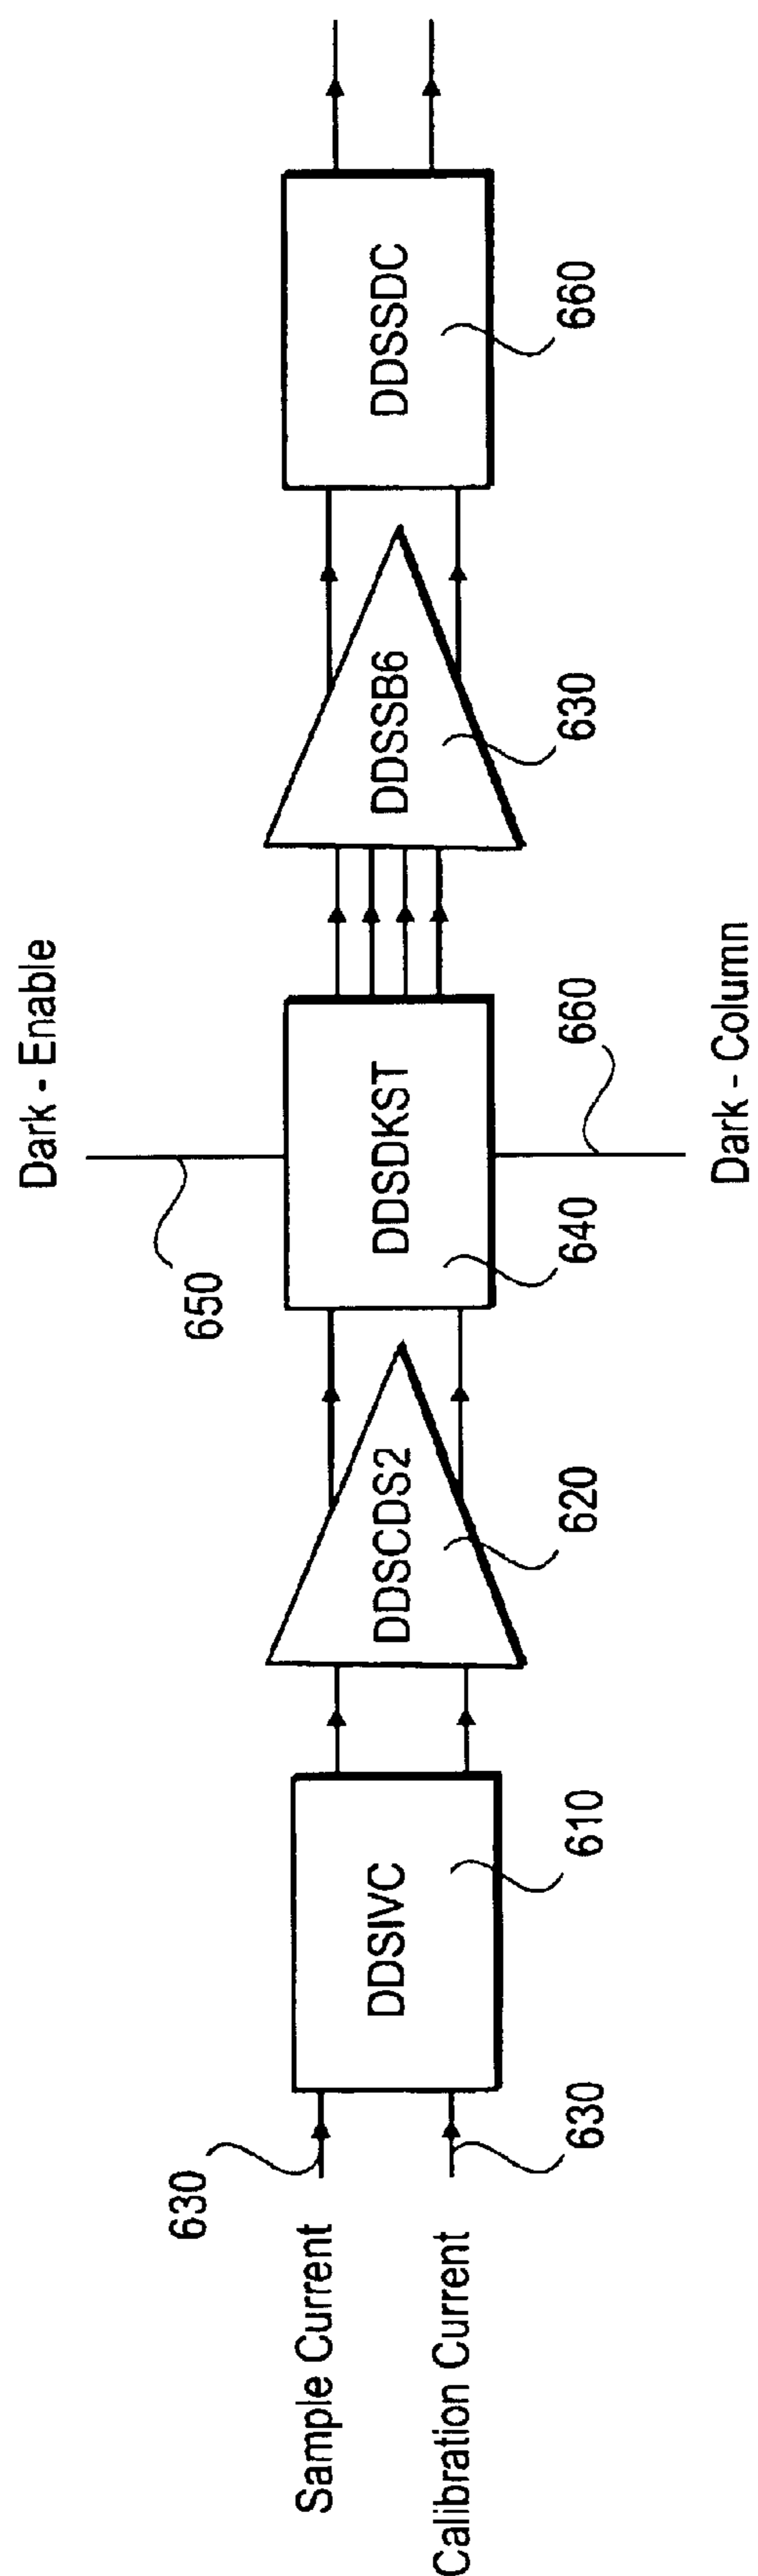 Dark - Enable
650
630
Sample Current
Calibration Current
630
DDSIVC
610
DDSCDS2
620
DDSDKST
640
660
Dark - Column
DDSSB6
630
DDSSDC
660